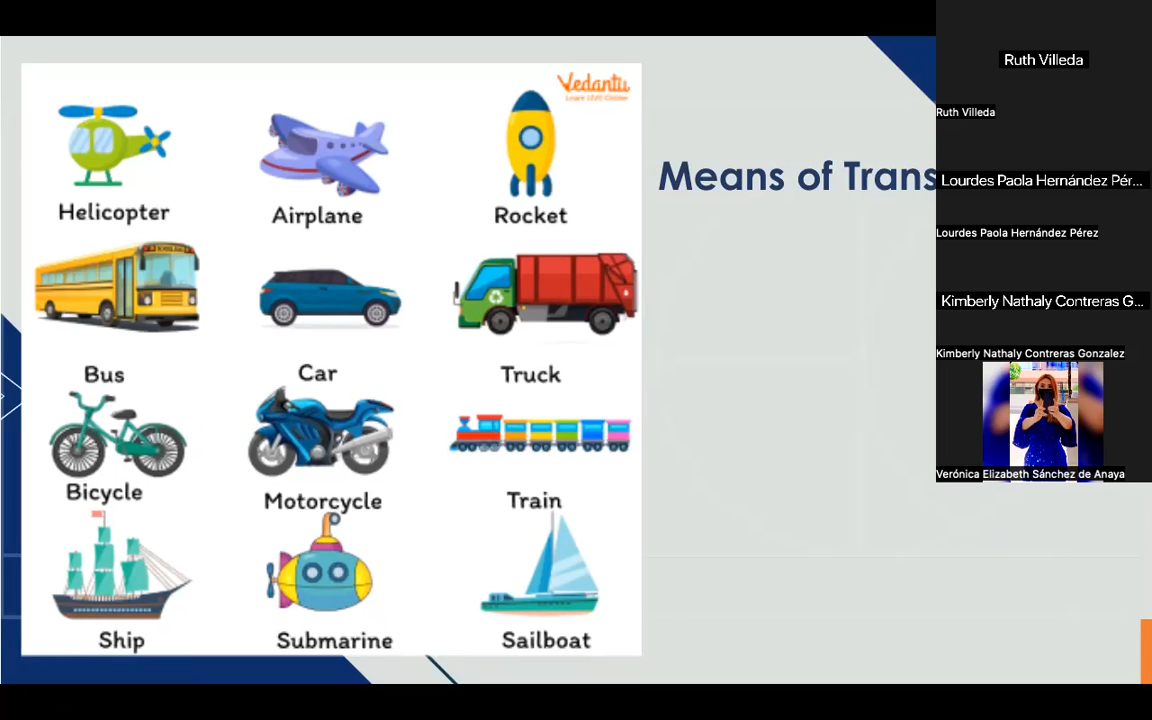 Vedantu
Learn LIVE Online
Helicopter
Airplane
Rocket
SCHOOL BUS
Bus
Car
Truck
Bicycle
Motorcycle
Train
Ship
Submarine
Sailboat
Means of Trans
Ruth Villeda
Ruth Villeda
Lourdes Paola Hernández Pér...
Lourdes Paola Hernández Pérez
Kimberly Nathaly Contreras G...
Kimberly Nathaly Contreras Gonzalez
Verónica Elizabeth Sánchez de Anaya